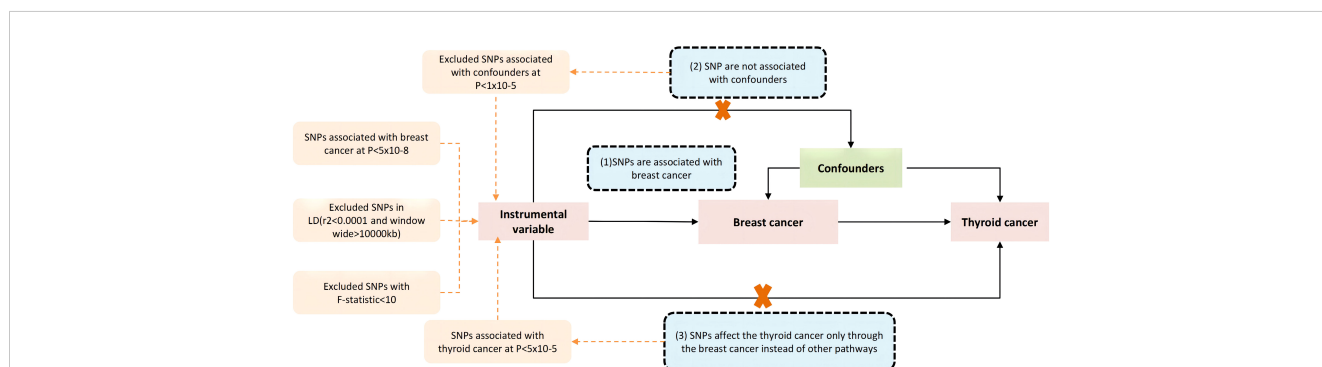 Excluded SNPs associated
with confounders at
P<1x10-5
(2) SNP are not associated
with confounders
SNPs associated with breast
cancer at P<5x10-8
(1)SNPs are associated with
breast cancer
Confounders
Excluded SNPs in
LD(r2<0.0001 and window
wide>10000kb)
Instrumental
variable
Breast cancer
Thyroid cancer
Excluded SNPs with
F-statistic<10
SNPs associated with
thyroid cancer at P<5x10-5
(3) SNPs affect the thyroid cancer only through
the breast cancer instead of other pathways